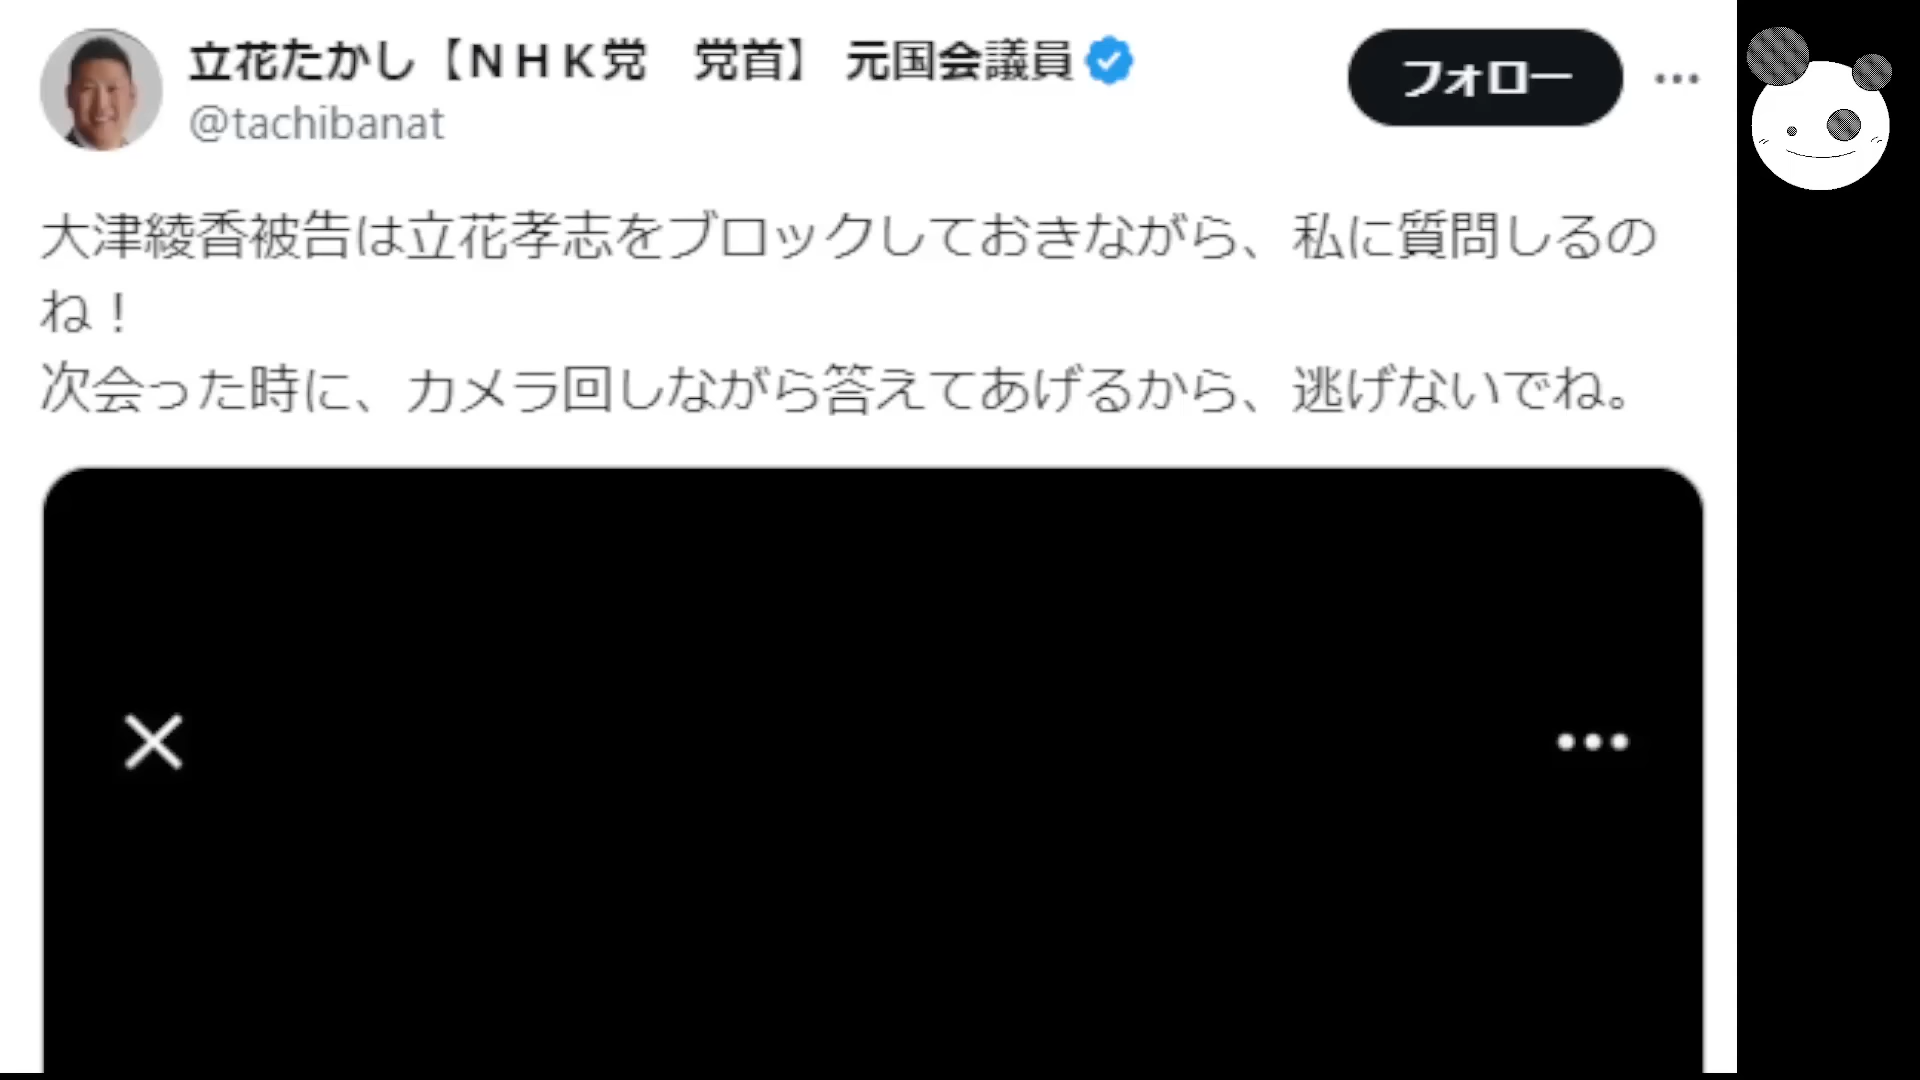 立花たかし【ＮＨＫ党　党首】 元国会議員
@tachibanat
フォロー
大津綾香被告は立花孝志をブロックしておきながら、私に質問しるの
ね！
次会った時に、カメラ回しながら答えてあげるから、逃げないでね。